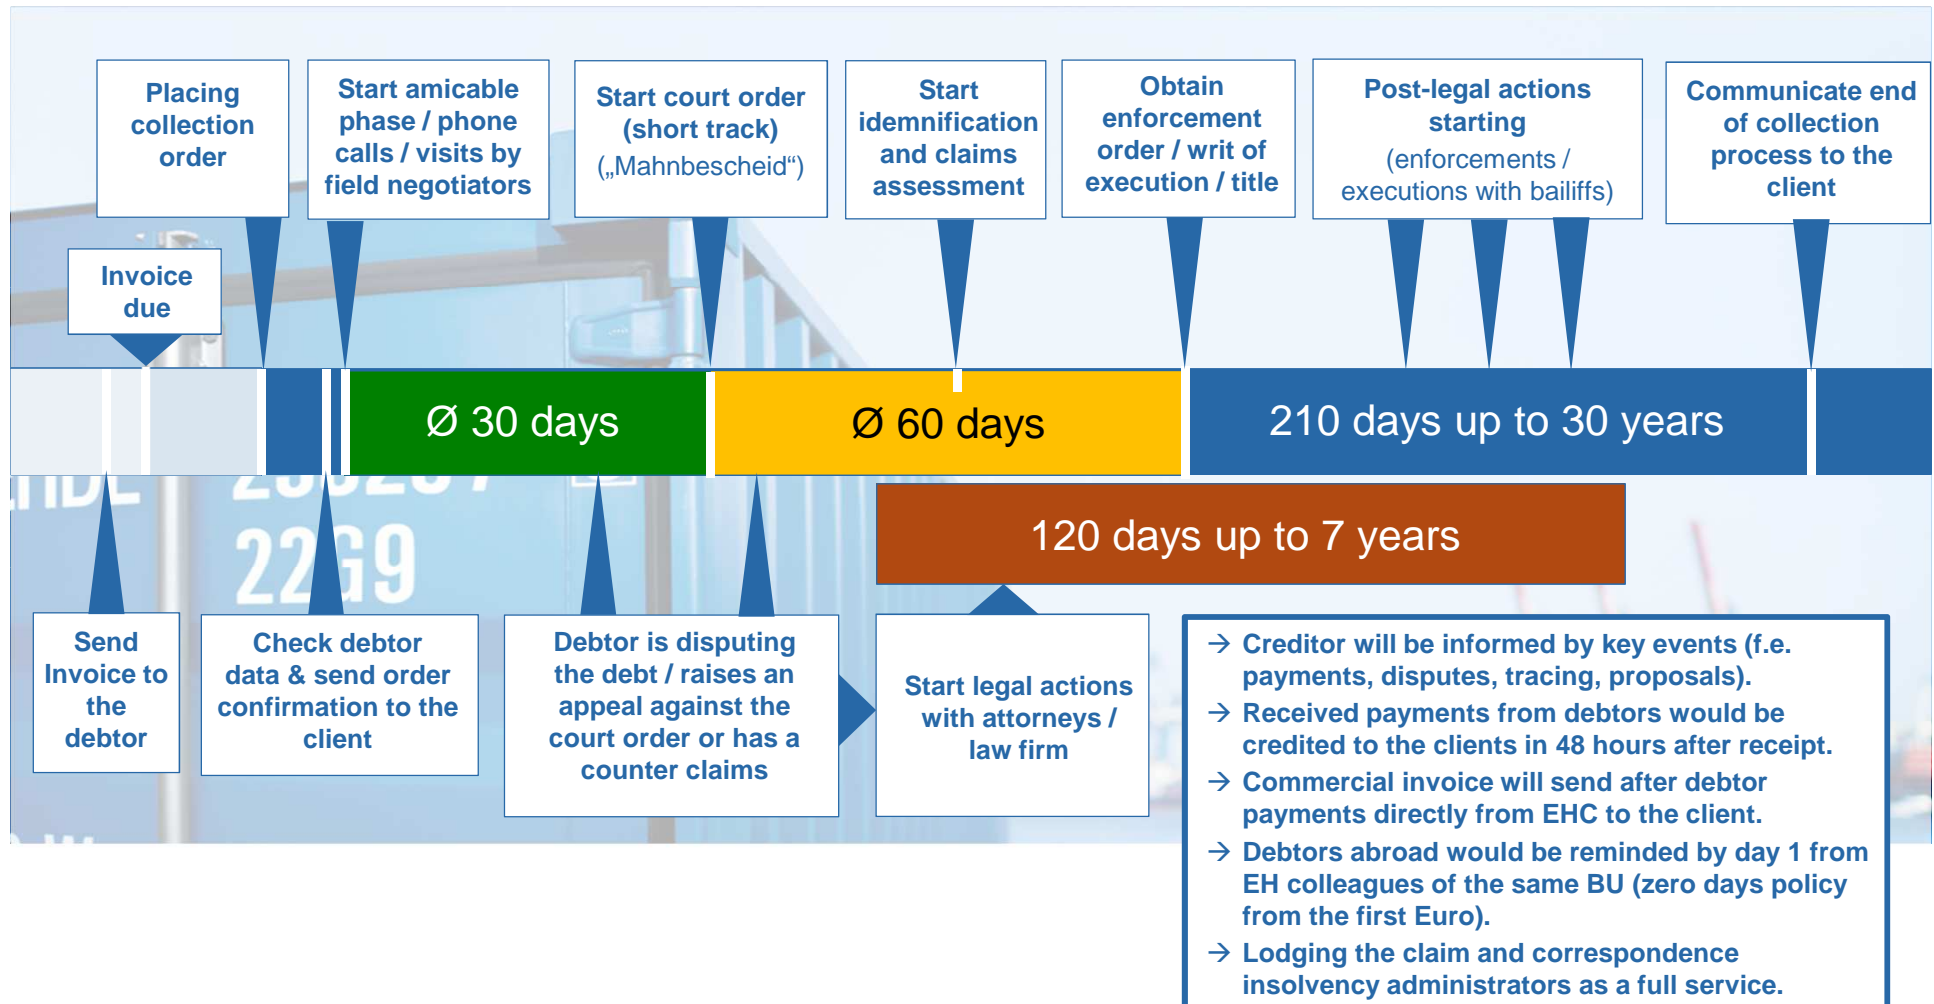 Placing
collection
order
Start amicable
phase / phone
calls / visits by
field negotiators
Start court order
(short track)
(„Mahnbescheid“)
Start
idemnification
and claims
assessment
Obtain
enforcement
order / writ of
execution / title
Post-legal actions
starting
(enforcements /
executions with bailiffs)
Communicate end
of collection
process to the
client
Invoice
due
Ø 30 days
Ø 60 days
210 days up to 30 years
22G9
120 days up to 7 years
Send
Invoice to
the
debtor
Check debtor
data & send order
confirmation to the
client
Debtor is disputing
the debt / raises an
appeal against the
court order or has a
counter claims
Start legal actions
with attorneys /
law firm
→ Creditor will be informed by key events (f.e.
payments, disputes, tracing, proposals).
→ Received payments from debtors would be
credited to the clients in 48 hours after receipt.
→ Commercial invoice will send after debtor
payments directly from EHC to the client.
→ Debtors abroad would be reminded by day 1 from
EH colleagues of the same BU (zero days policy
from the first Euro).
→ Lodging the claim and correspondence
insolvency administrators as a full service.